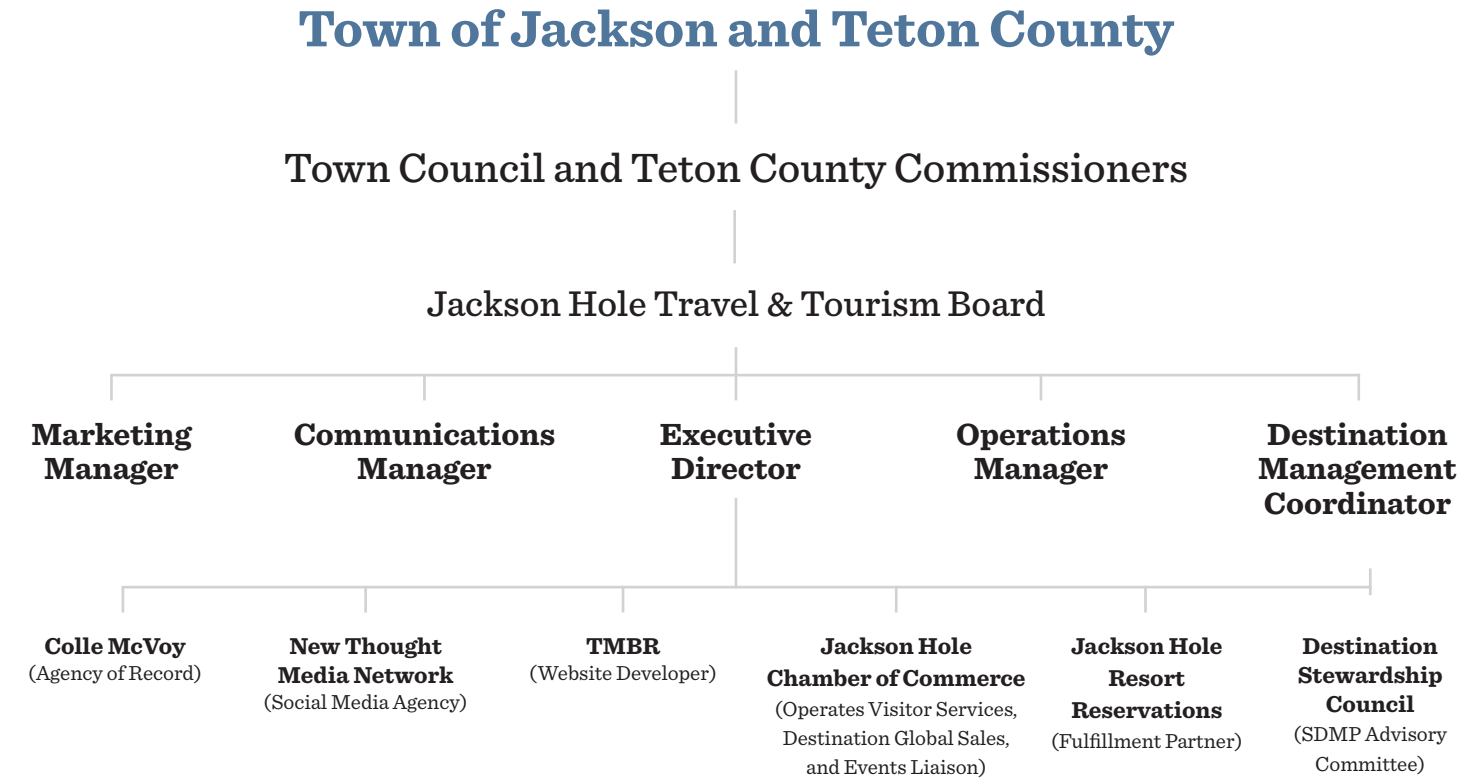 Town of Jackson and Teton County
Town Council and Teton County Commissioners
Jackson Hole Travel & Tourism Board
Marketing
Manager
Communications
Manager
Executive
Director
Operations
Manager
Destination
Management
Coordinator
Colle McVoy
(Agency of Record)
New Thought
Media Network
(Social Media Agency)
TMBR
(Website Developer)
Jackson Hole
Chamber of Commerce
(Operates Visitor Services,
Destination Global Sales,
and Events Liaison)
Jackson Hole
Resort
Reservations
(Fulfillment Partner)
Destination
Stewardship
Council
(SDMP Advisory
Committee)